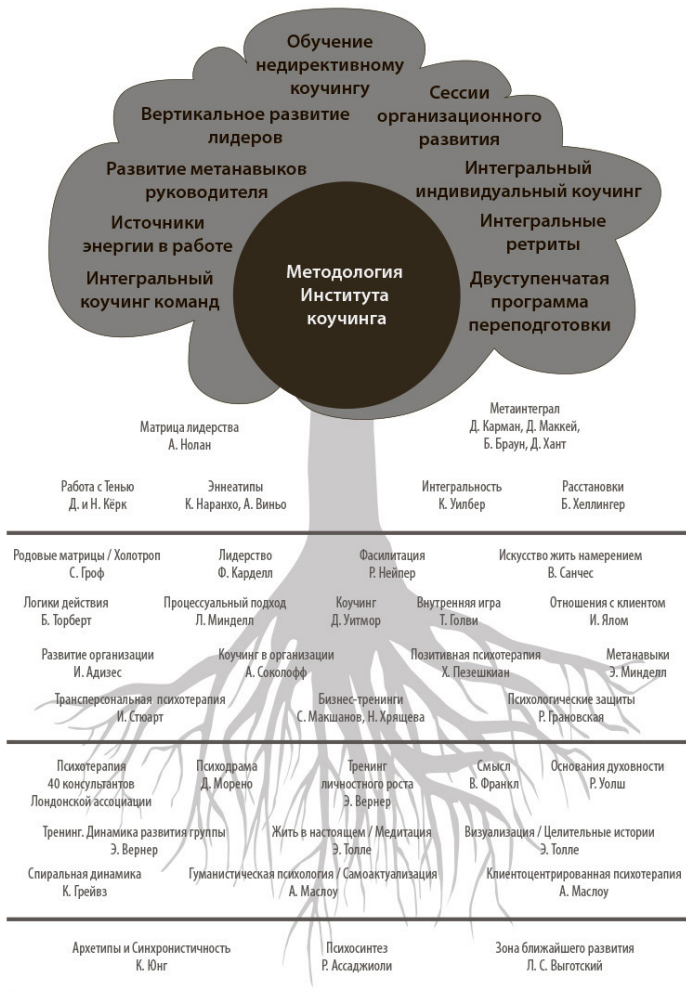 Обучение
недирективному
коучингу
Вертикальное развитие
лидеров
Сессии
организационного
развития
Развитие метанавыков
руководителя
Интегральный
индивидуальный коучинг
Источники
энергии в работе
Интегральные
ретриты
Интегральный
коучинг команд
Методология
Института
коучинга
Двуступенчатая
программа
переподготовки
Матрица лидерства
А. Нолан
Метаинтеграл
Д. Карман, Д. Маккей,
Б. Браун, Д. Хант
Работа с Тенью
Д. и Н. Кёрк
Эннеатипы
К. Наранхо, А. Виньо
Интегральность
К. Уилбер
Расстановки
Б. Хеллингер
Родовые матрицы / Холотроп
С. Гроф
Лидерство
Ф. Карделл
Фасилитация
Р. Нейпер
Искусство жить намерением
В. Санчес
Логики действия
Б. Торберт
Процессуальный подход
Л. Минделл
Коучинг
Д. Уитмор
Внутренняя игра
Т. Голви
Отношения с клиентом
И. Ялом
Развитие организации
И. Адизес
Коучинг в организации
А. Соколофф
Позитивная психотерапия
Х. Пезешкиан
Метанавыки
Э. Минделл
Трансперсональная психотерапия
И. Стюарт
Бизнес-тренинги
С. Макшанов, Н. Хрящева
Психологические защиты
Р. Грановская
Психотерапия
40 консультантов
Лондонской ассоциации
Психодрама
Д. Морено
Тренинг
личностного роста
Э. Вернер
Смысл
В. Франкл
Основания духовности
Р. Уолш
Тренинг. Динамика развития группы
Э. Вернер
Жить в настоящем / Медитация
Э. Толле
Визуализация / Целительные истории
Э. Толле
Спиральная динамика
К. Грейвз
Гуманистическая психология / Самоактуализация
А. Маслоу
Клиентоцентрированная психотерапия
А. Маслоу
Архетипы и Синхронистичность
К. Юнг
Психосинтез
Р. Ассаджиоли
Зона ближайшего развития
Л. С. Выготский